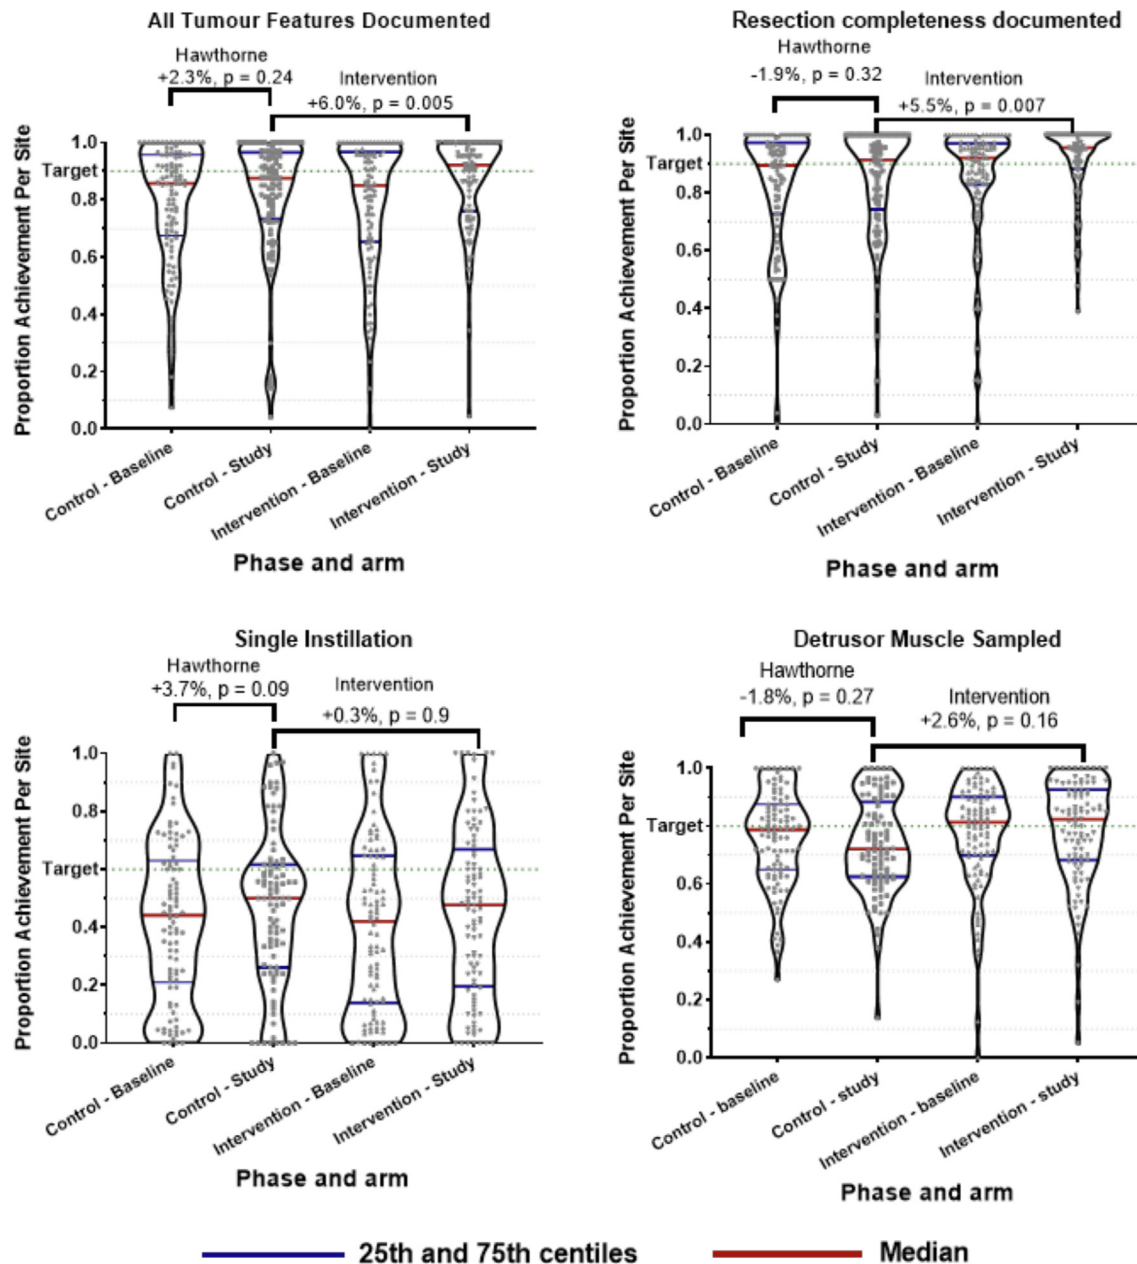 All Tumour Features Documented
Hawthorne
+2.3%, p = 0.24
Intervention
+6.0%, p = 0.005
Proportion Achievement Per Site
1.0
Target
0.8
0.6
0.4
0.2
0.0
Control - Baseline
Control - Study
Intervention - Baseline
Intervention - Study
Phase and arm
Resection completeness documented
Hawthorne
-1.9%, p = 0.32
Intervention
+5.5%, p = 0.007
Proportion Achievement Per Site
1.0
Target
0.8
0.6
0.4
0.2
0.0
Control - Baseline
Control - Study
Intervention - Baseline
Intervention - Study
Phase and arm
Single Instillation
Hawthorne
+3.7%, p = 0.09
Intervention
+0.3%, p = 0.9
Proportion Achievement Per Site
1.0
0.8
Target
0.4
0.2
0.0
Control - Baseline
Control - Study
Intervention - Baseline
Intervention - Study
Phase and arm
Detrusor Muscle Sampled
Hawthorne
-1.8%, p = 0.27
Intervention
+2.6%, p = 0.16
Proportion Achievement Per Site
1.0
Target
0.6
0.4
0.2
0.0
Control - baseline
Control - study
Intervention - baseline
Intervention - study
Phase and arm
25th and 75th centiles
Median